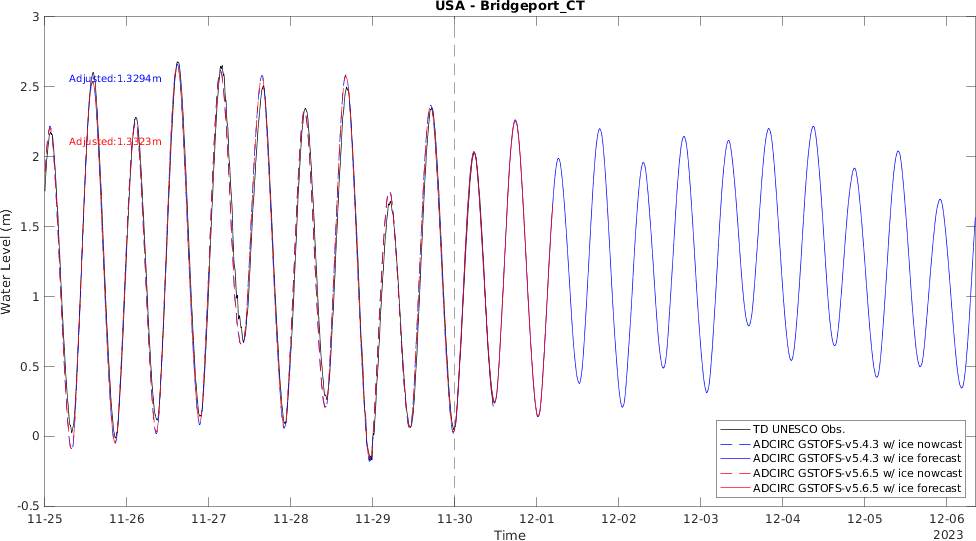 USA - Bridgeport_CT
3
2.5
2
1.5
1
0.5
0
-0.5
Water Level (m)
Adjusted:1.3294m
Adjusted:1.3323m
TD UNESCO Obs.
ADCIRC GSTOFS-v5.4.3 w/ ice nowcast
ADCIRC GSTOFS-v5.4.3 w/ ice forecast
ADCIRC GSTOFS-v5.6.5 w/ ice nowcast
ADCIRC GSTOFS-v5.6.5 w/ ice forecast
11-25 11-26 11-27 11-28 11-29 11-30 12-01 12-02 12-03 12-04 12-05 12-06
Time
2023